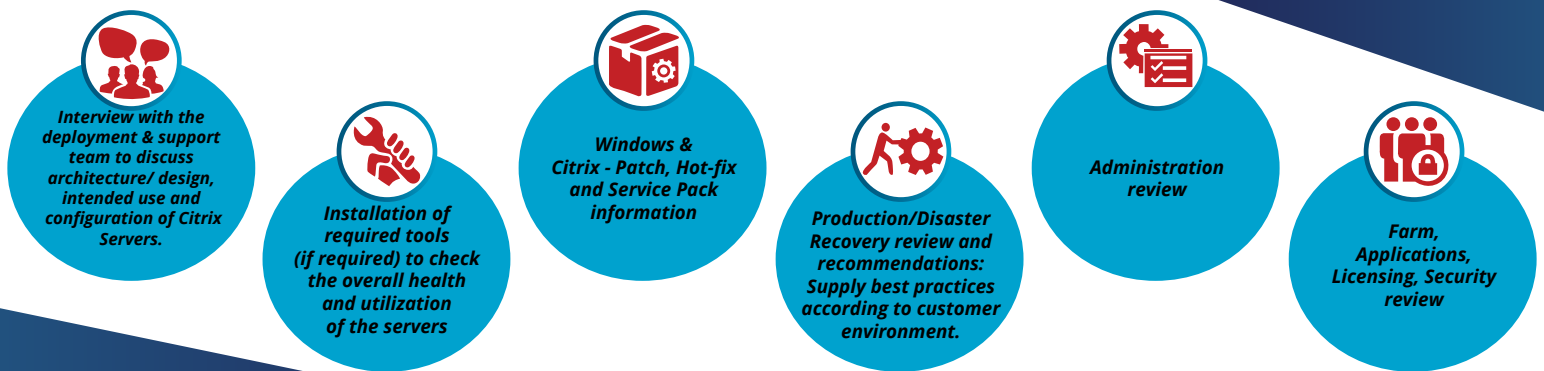 Interview with the
deployment & support
team to discuss
architecture/ design,
intended use and
configuration of Citrix
Servers.
Installation of
required tools
(if required) to check
the overall health
and utilization
of the servers
Windows &
Citrix - Patch, Hot-fix
and Service Pack
information
Production/Disaster
Recovery review and
recommendations:
Supply best practices
according to customer
environment.
Administration
review
Farm,
Applications,
Licensing, Security
review